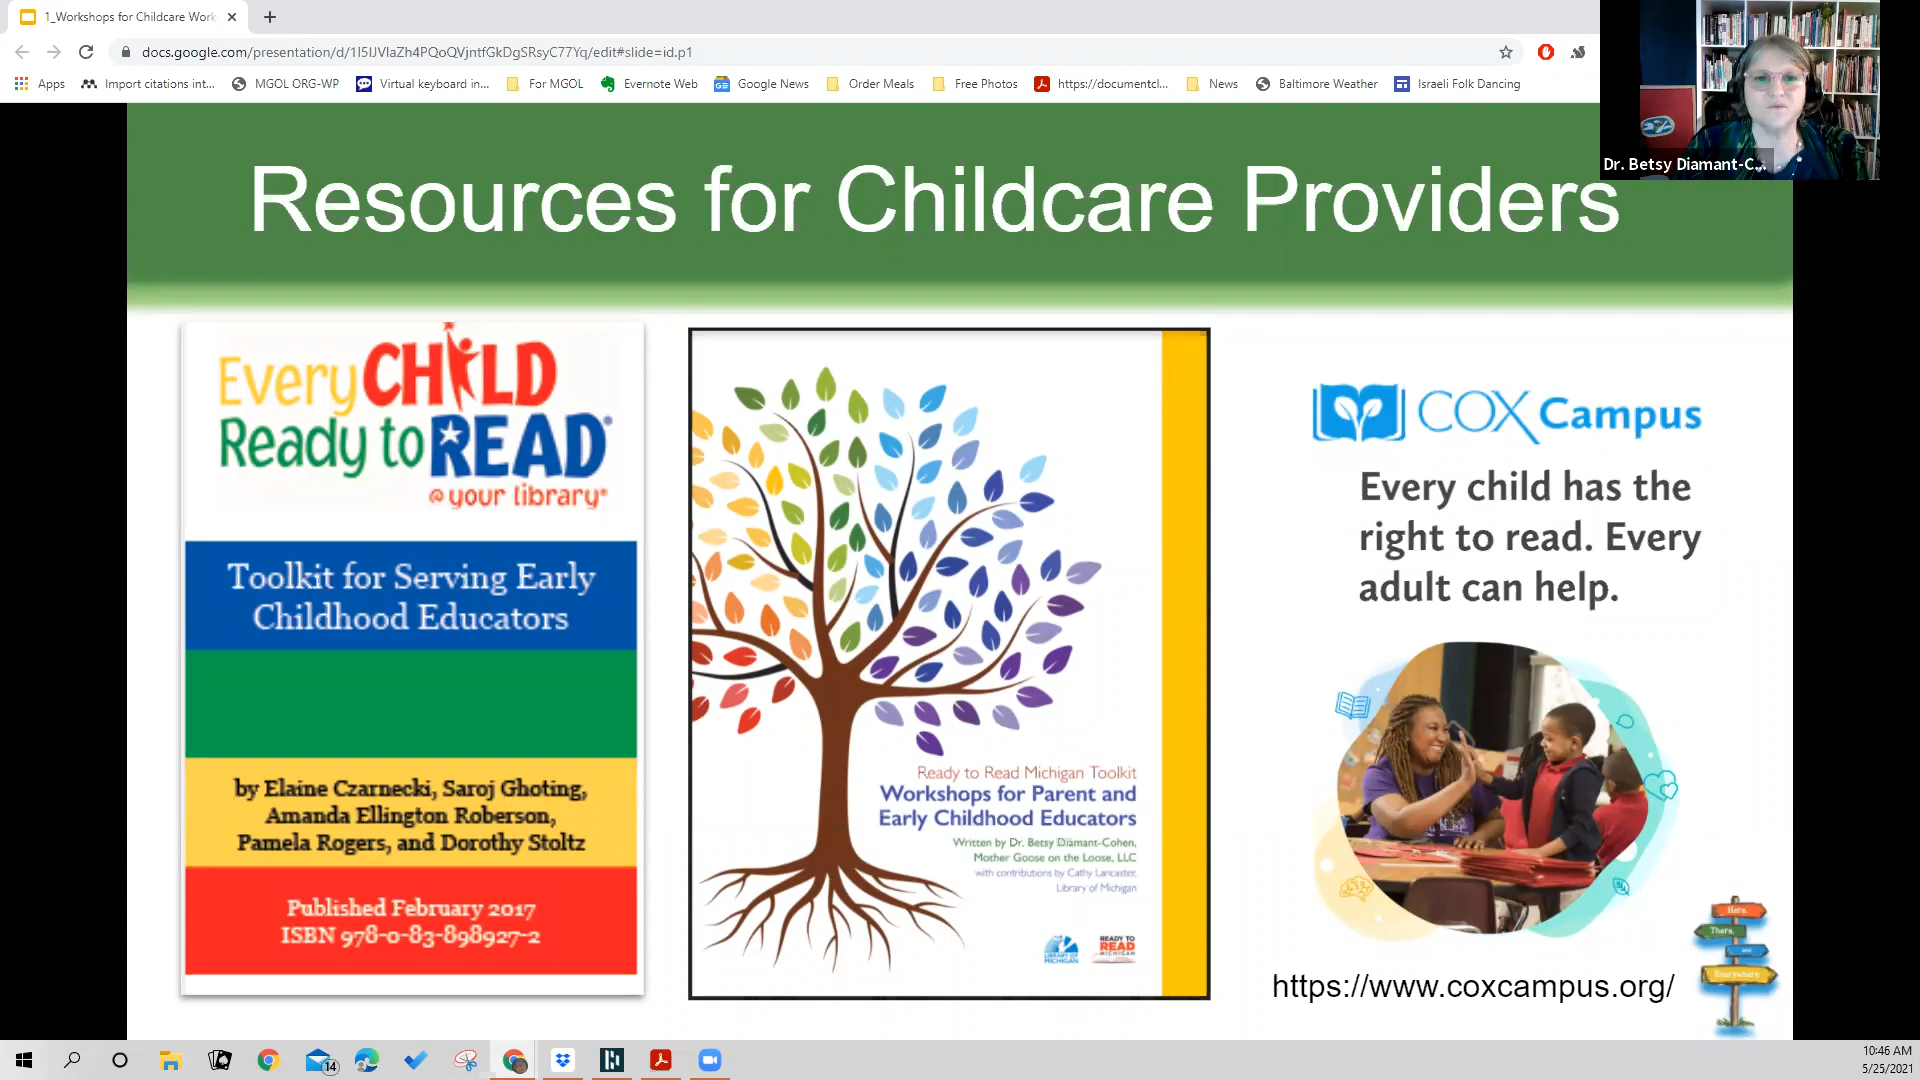 1_Workshops for Childcare Work
docs.google.com/presentation/d/1I5IJVlaZh4PQoQVjntfGkDgSRsyC77Yq/edit#slide=id.p1
Apps
Import citations int...
MGOL ORG-WP
Virtual keyboard in...
For MGOL
Evernote Web
Google News
Order Meals
Free Photos
https://documentcl...
News
Baltimore Weather
Israeli Folk Dancing
Dr. Betsy Diamant-C...
Resources for Childcare Providers
Every CHILD
Ready to READ®
@ your library®
Toolkit for Serving Early
Childhood Educators
by Elaine Czarnecki, Saroj Ghoting,
Amanda Ellington Roberson,
Pamela Rogers, and Dorothy Stoltz
Published February 2017
ISBN 978-0-83-898927-2
Ready to Read Michigan Toolkit
Workshops for Parent and
Early Childhood Educators
Written by Dr. Betsy Diamant-Cohen,
Mother Goose on the Loose, LLC
with contributions by Cathy Lancaster,
Library of Michigan
LIBRARY OF
MICHIGAN
READY TO
READ
MICHIGAN
COX Campus
Every child has the
right to read. Every
adult can help.
https://www.coxcampus.org/
Here,
There,
and
Everywhere
14
10:46 AM
5/25/2021